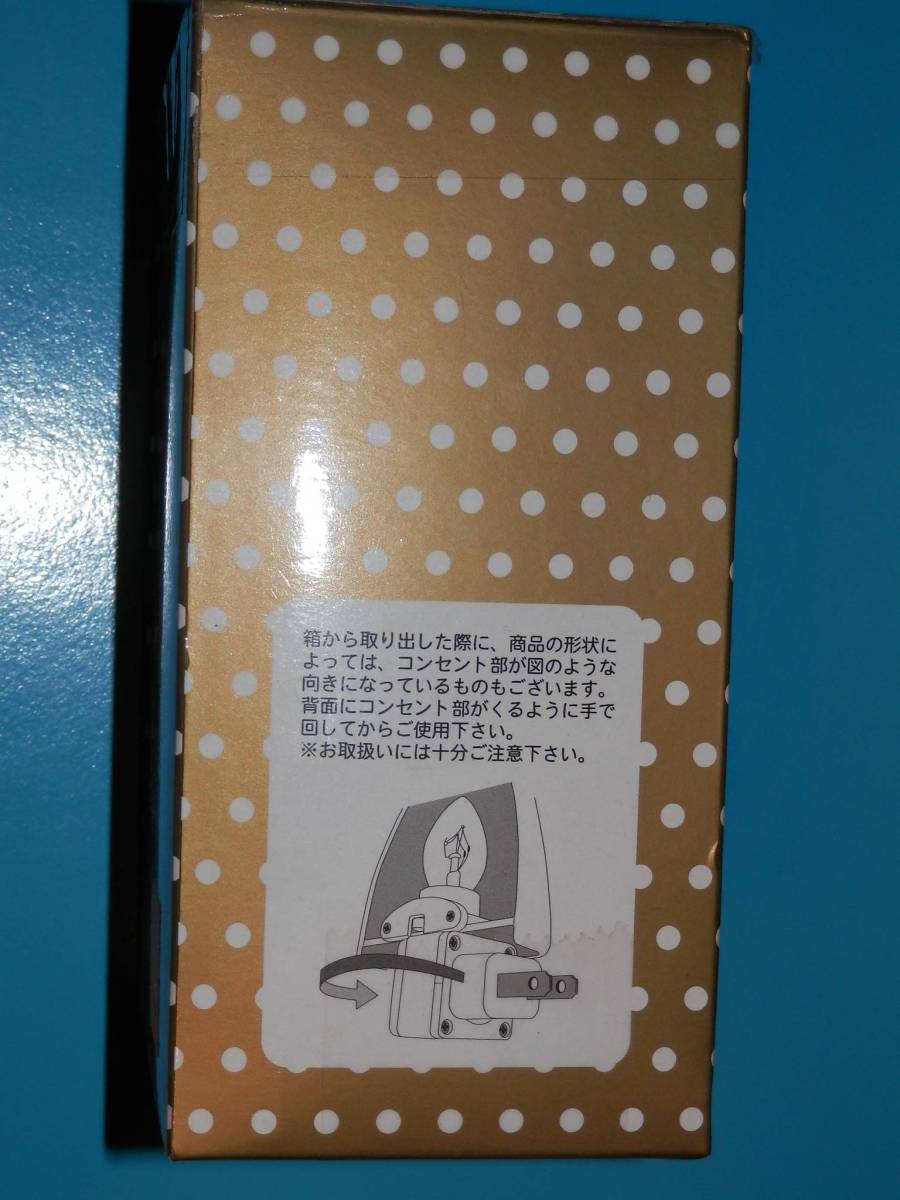 箱から取り出した際に、商品の形状に
よっては、コンセント部が図のような
向きになっているものもございます。
背面にコンセント部がくるように手で
回してからご使用下さい。
※お取扱いには十分ご注意下さい。